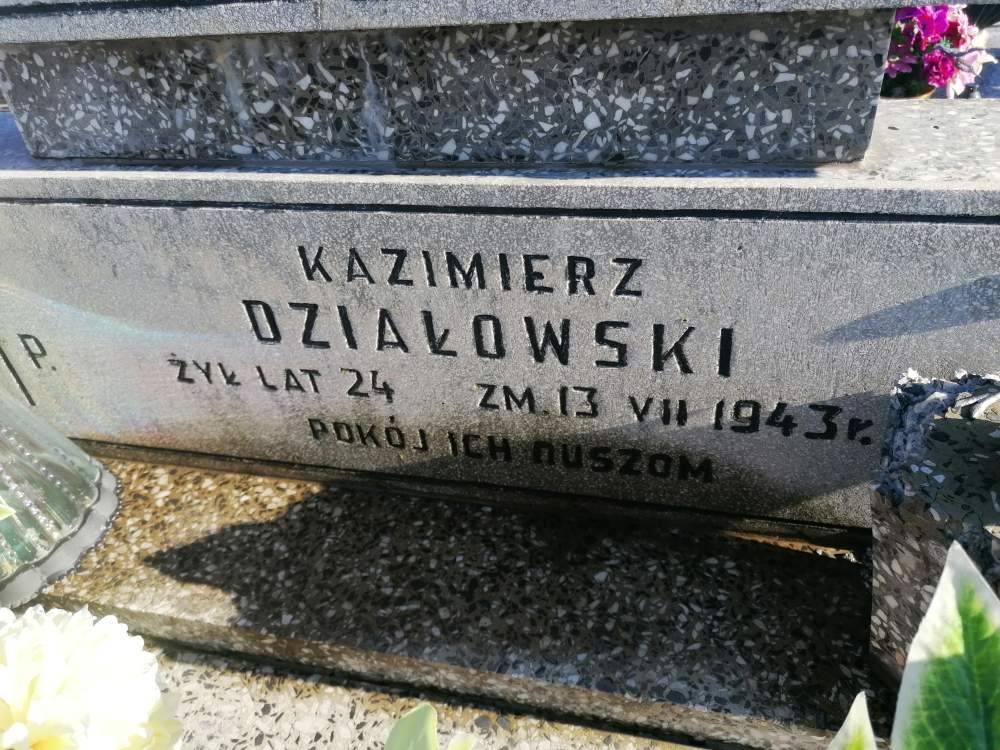 KAZIMIERZ
DZIAŁOWSKI
P.
ŻYŁ LAT 24 ZM. 13 VII 1943 r.
POKÓJ ICH DUSZOM